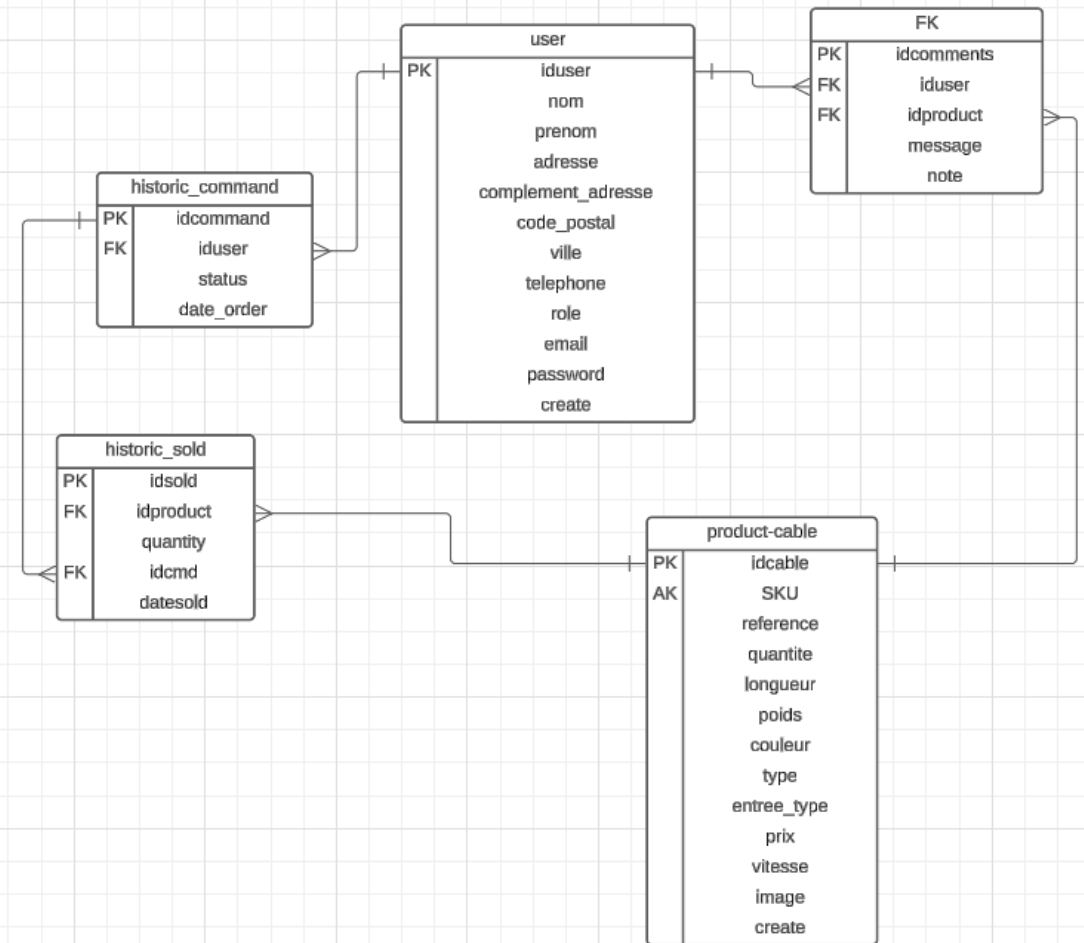 user
PK iduser
nom
prenom
adresse
complement_adresse
code_postal
ville
telephone
role
email
password
create
FK
PK idcomments
FK iduser
FK idproduct
message
note
historic_command
PK idcommand
FK iduser
status
date_order
historic_sold
PK idsold
FK idproduct
quantity
FK idcmd
datesold
product-cable
PK idcable
AK SKU
reference
quantite
longueur
poids
couleur
type
entree_type
prix
vitesse
image
create